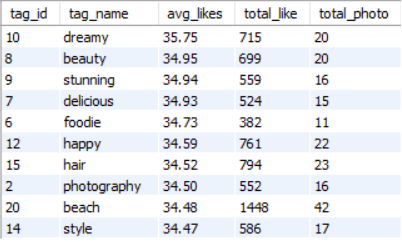 tag_id tag_name avg_likes total_like total_photo
10 dreamy 35.75 715 20
8 beauty 34.95 699 20
9 stunning 34.94 559 16
7 delicious 34.93 524 15
6 foodie 34.73 382 11
12 happy 34.59 761 22
15 hair 34.52 794 23
2 photography 34.50 552 16
20 beach 34.48 1448 42
14 style 34.47 586 17